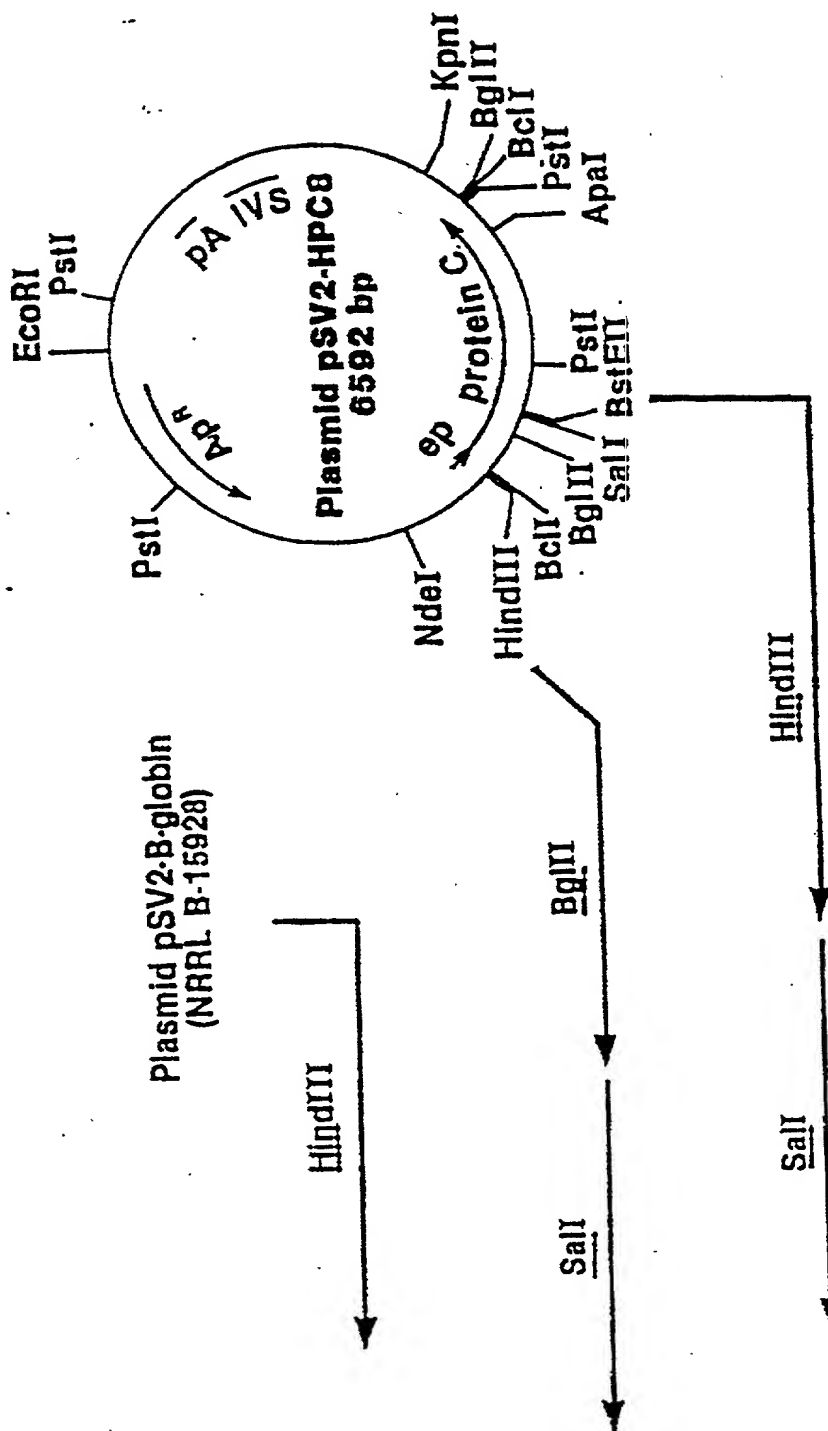 Plasmid pSV2-B-globin
(NRRL B-15928)
HindIII
EcoRI
PstI
PstI
Ap^R
pA
IVS
Plasmid pSV2-HPC8
6592 bp
ep
protein C
NdeI
HindIII
BclI
BglII
SalI
BstEII
PstI
ApaI
PstI
BclI
BglII
KpnI
BglII
SalI
HindIII
SalI